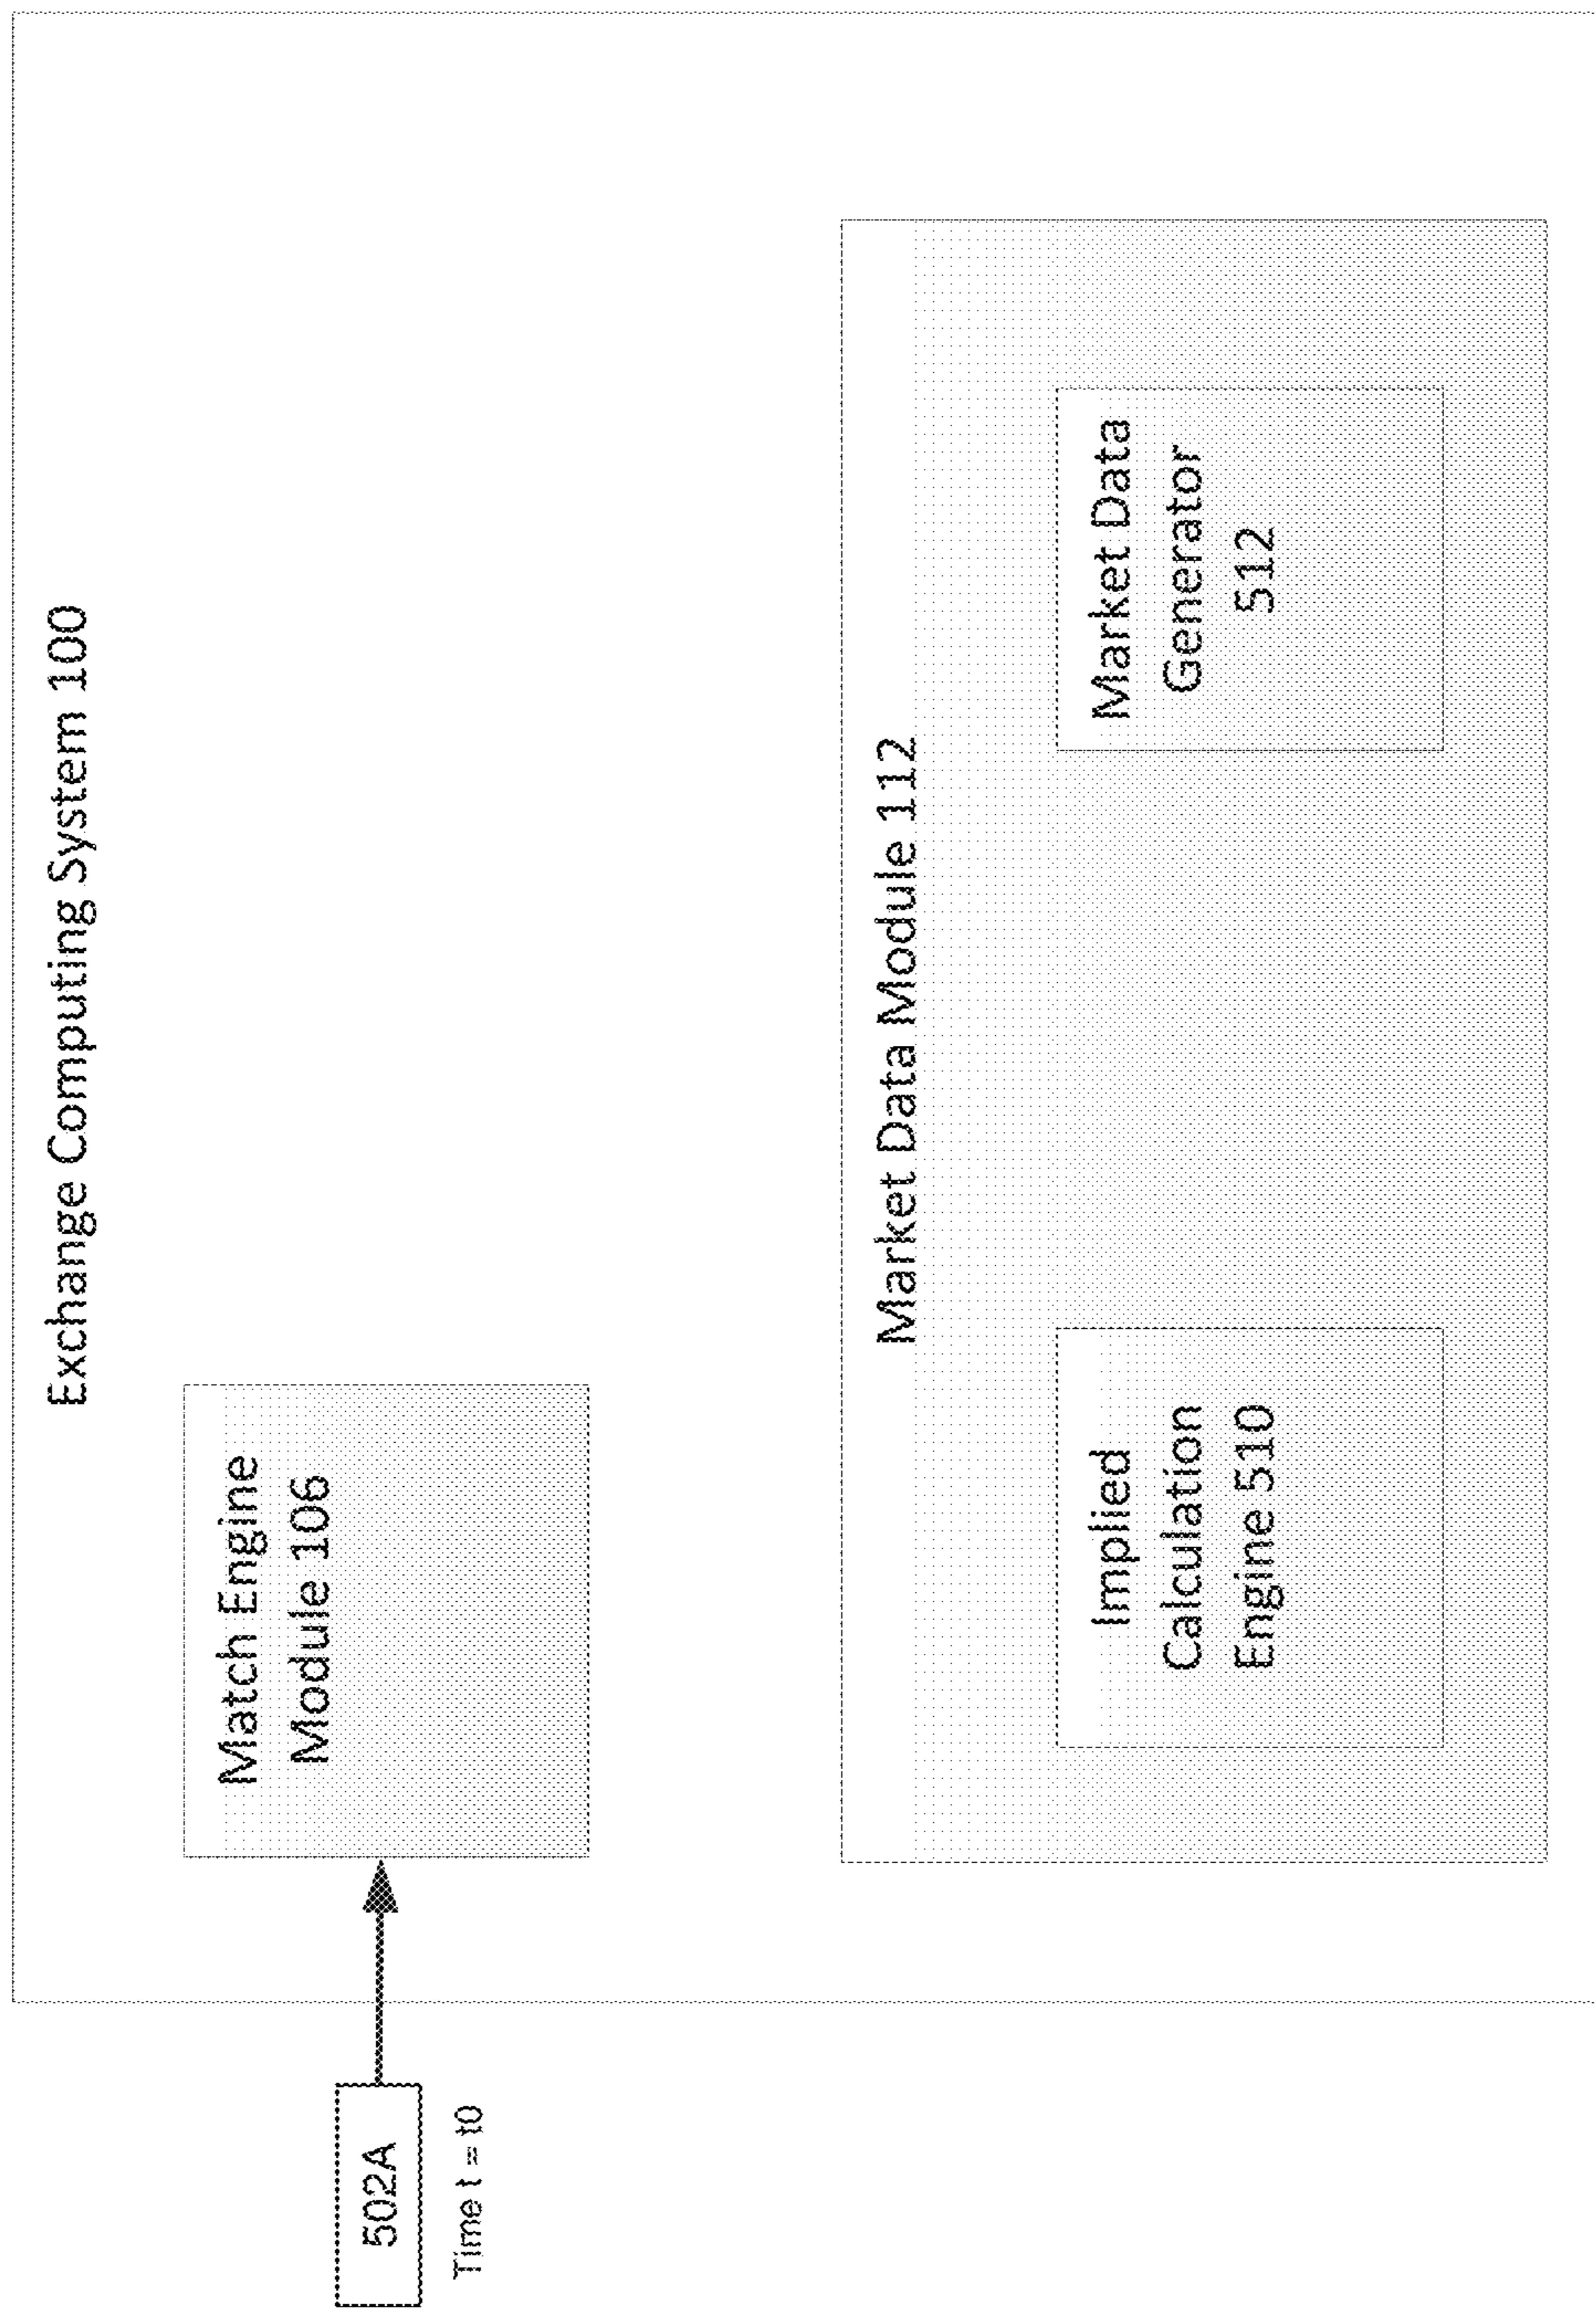 Exchange Computing System 100
502A
Time t = t0
Match Engine
Module 106
Market Data Module 112
Implied
Calculation
Engine 510
Market Data
Generator
512